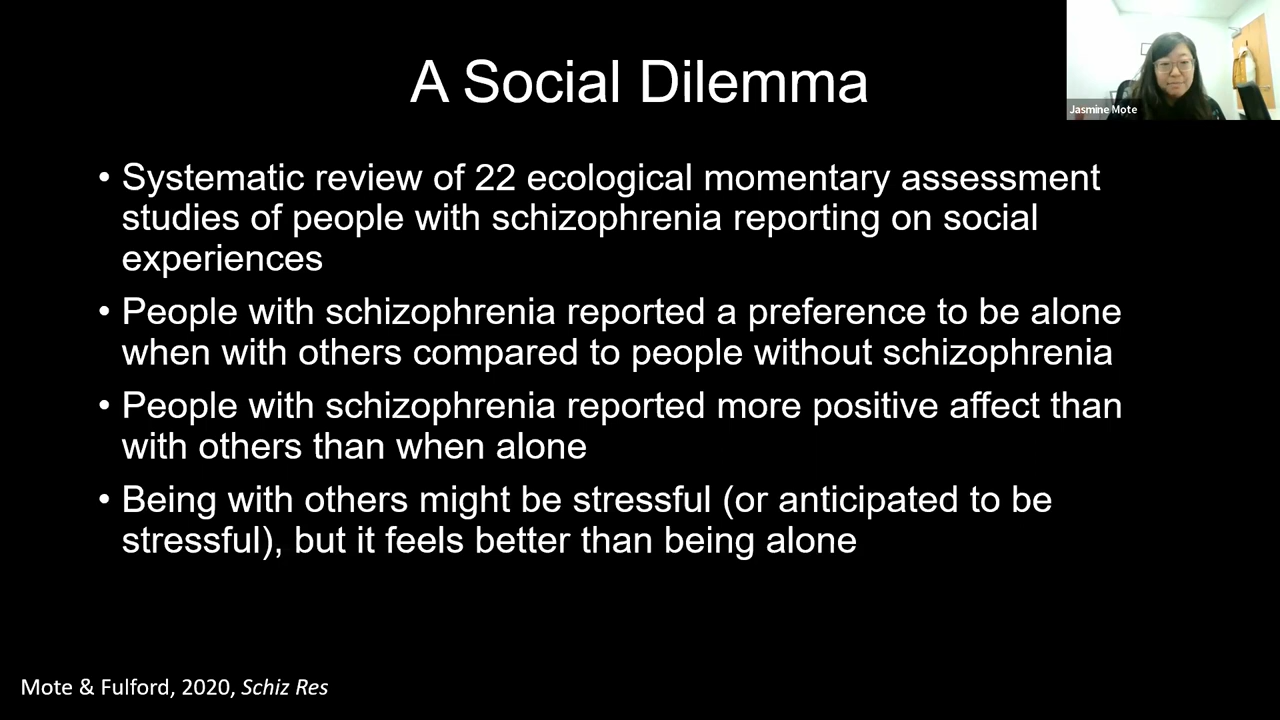 A Social Dilemma
Jasmine Mote
• Systematic review of 22 ecological momentary assessment
studies of people with schizophrenia reporting on social
experiences
• People with schizophrenia reported a preference to be alone
when with others compared to people without schizophrenia
• People with schizophrenia reported more positive affect than
with others than when alone
• Being with others might be stressful (or anticipated to be
stressful), but it feels better than being alone
Mote & Fulford, 2020, Schiz Res